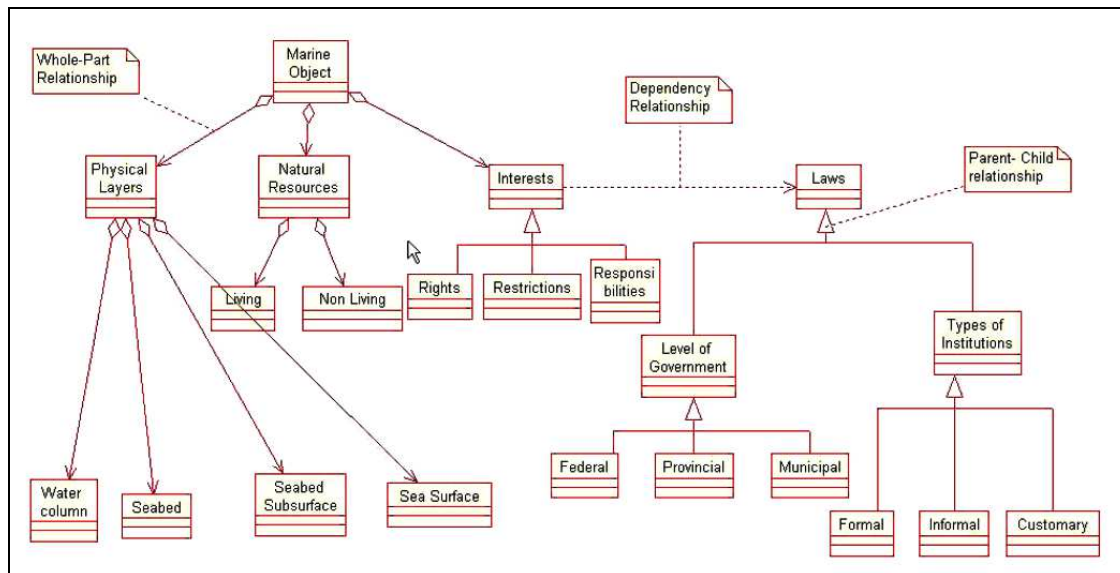 Whole-Part
Relationship
Marine
Object
Dependency
Relationship
Parent- Child
relationship
Physical
Layers
Natural
Resources
Interests
Laws
Living
Non Living
Rights
Restrictions
Responsi
bilities
Level of
Government
Types of
Institutions
Federal
Provincial
Municipal
Water
column
Seabed
Seabed
Subsurface
Sea Surface
Formal
Informal
Customary